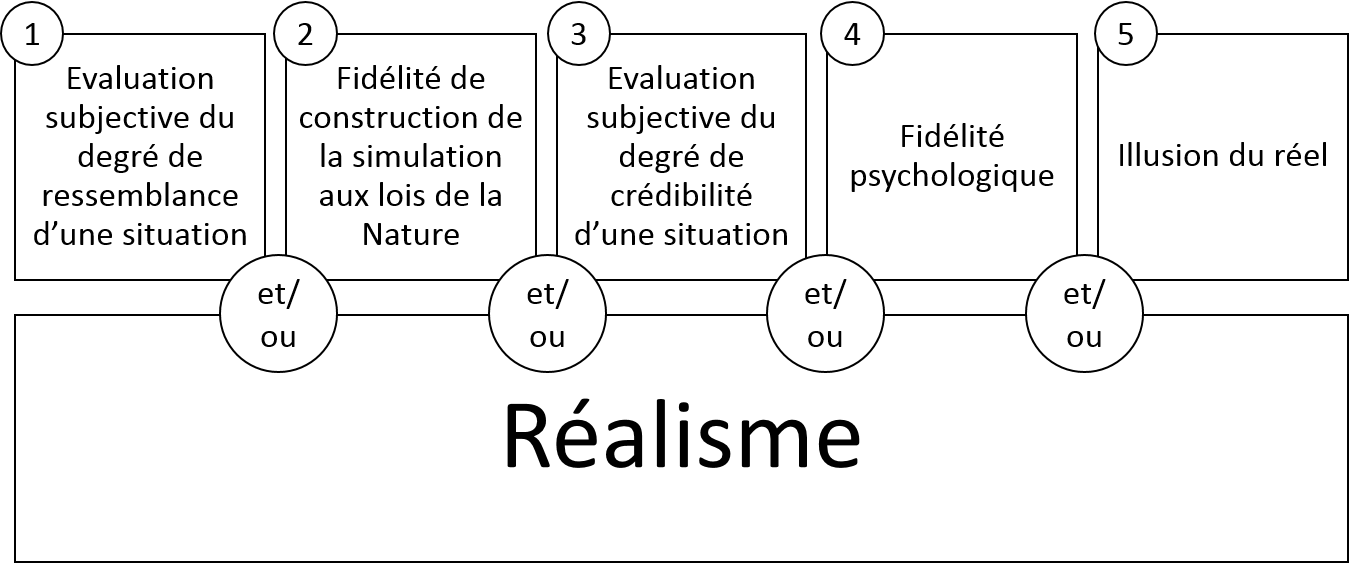 1
Evaluation
subjective du
degré de
ressemblance
d’une situation
2
Fidélité de
construction de
la simulation
aux lois de la
Nature
3
Evaluation
subjective du
degré de
crédibilité
d’une situation
4
Fidélité
psychologique
5
Illusion du réel
et/
ou
et/
ou
et/
ou
et/
ou
Réalisme